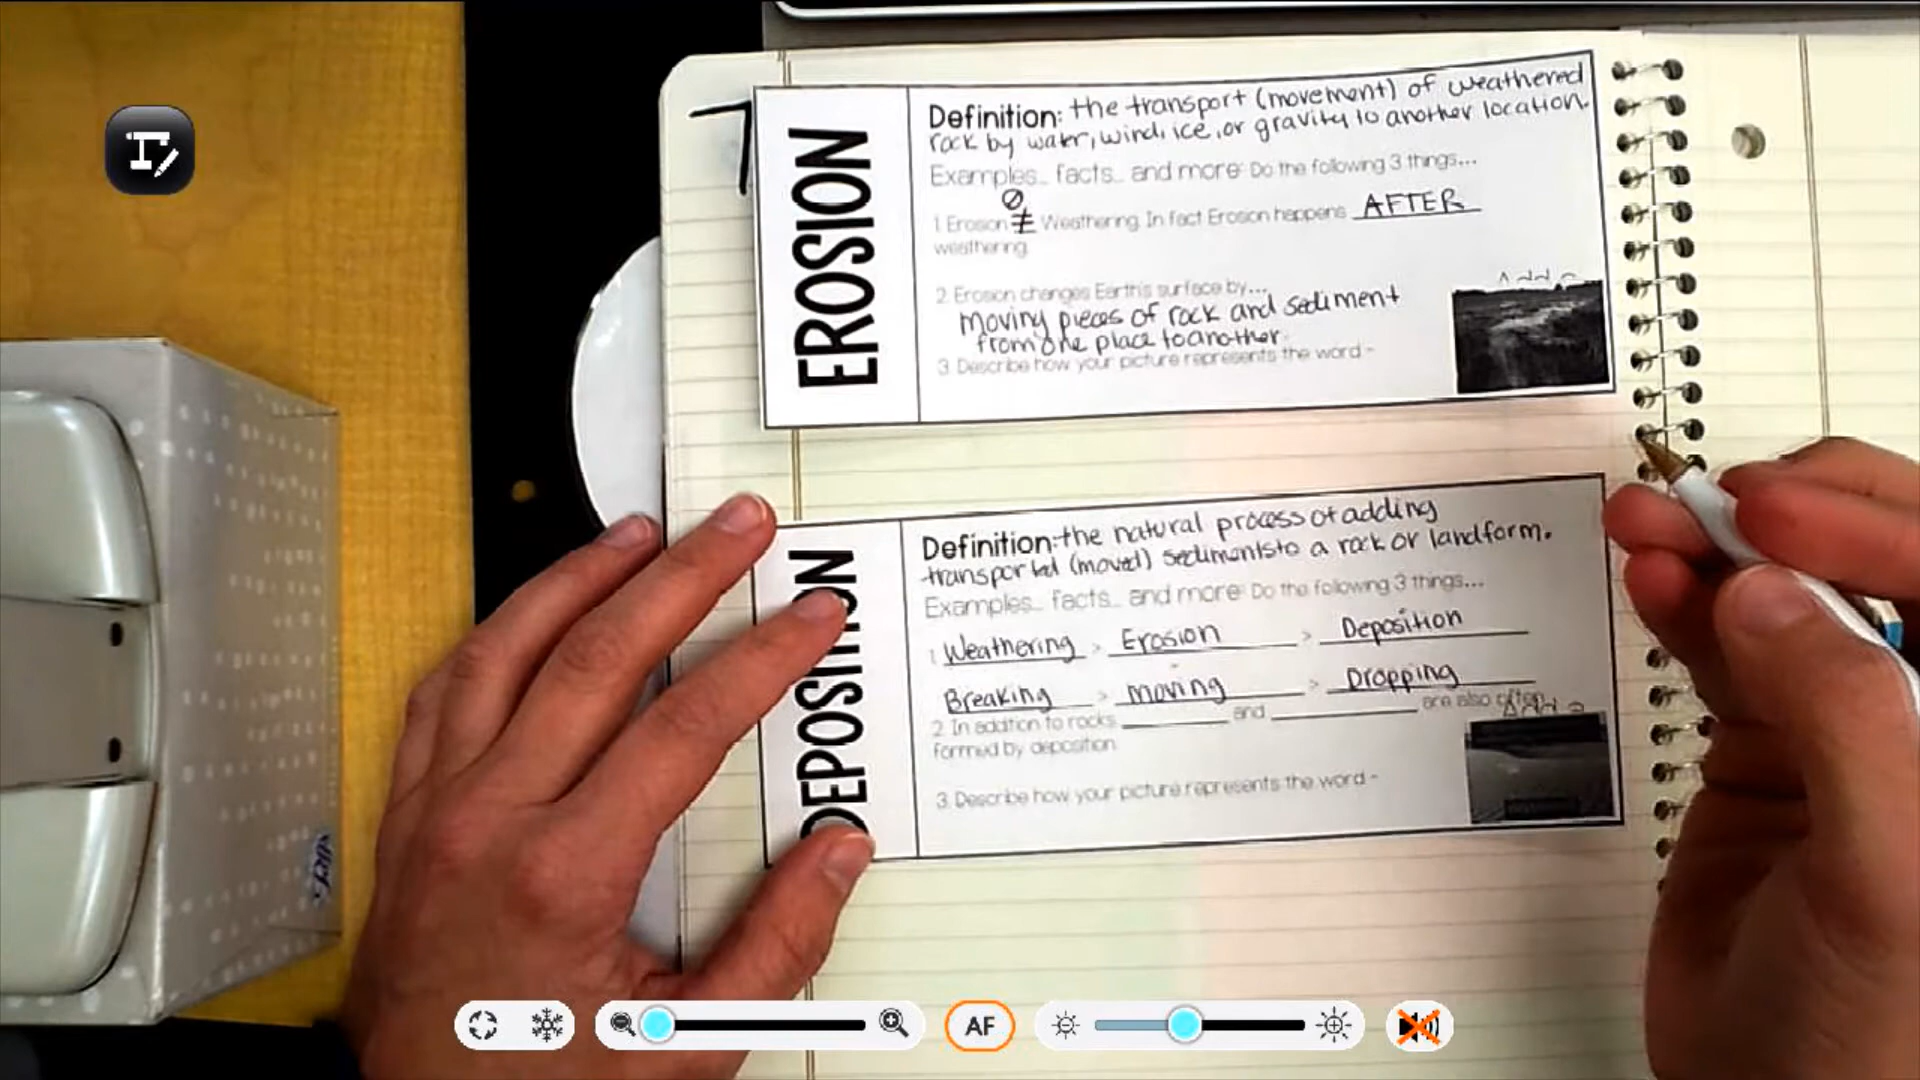 EROSION
Definition: the transport (movement) of weathered
rock by water, wind, ice, or gravity to another location.
Examples... facts... and more: Do the following 3 things...
1. Erosion ≠ Weathering. In fact Erosion happens AFTER
weathering.
2. Erosion changes Earth's surface by...
Moving pieces of rock and sediment
from one place to another.
3. Describe how your picture represents the word -
DEPOSITION
Definition: the natural process of adding
transported (moved) sediments to a rock or landform.
Examples... facts... and more: Do the following 3 things...
1. Weathering > Erosion > Deposition
Breaking > moving > Dropping
2. In addition to rocks ________ and ________ are also often
formed by deposition.
3. Describe how your picture represents the word -
AF